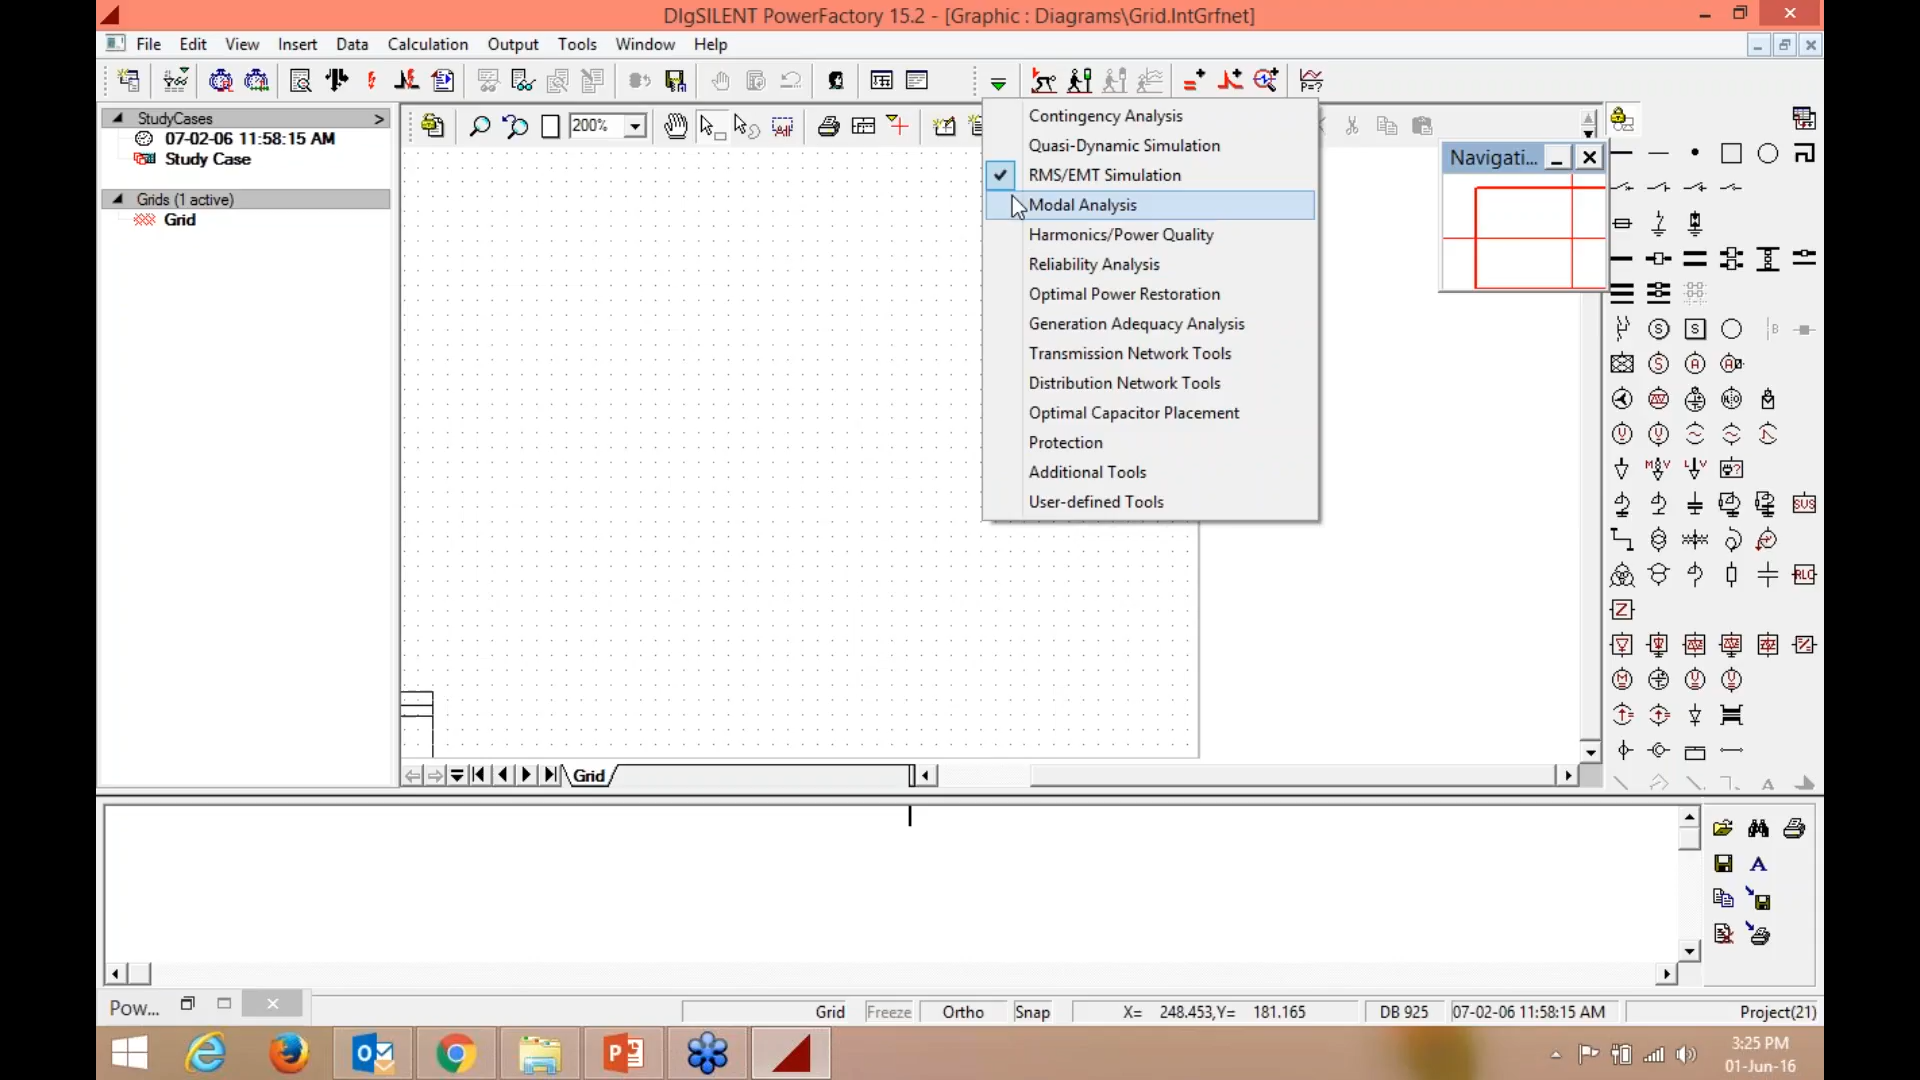 DIgSILENT PowerFactory 15.2 - [Graphic : Diagrams\Grid.IntGrfnet]
File Edit View Insert Data Calculation Output Tools Window Help
StudyCases
07-02-06 11:58:15 AM
Study Case
Grids (1 active)
Grid
200%
Contingency Analysis
Quasi-Dynamic Simulation
RMS/EMT Simulation
Modal Analysis
Harmonics/Power Quality
Reliability Analysis
Optimal Power Restoration
Generation Adequacy Analysis
Transmission Network Tools
Distribution Network Tools
Optimal Capacitor Placement
Protection
Additional Tools
User-defined Tools
Navigati...
Grid
Pow...
Grid Freeze Ortho Snap X= 248.453,Y= 181.165 DB 925 07-02-06 11:58:15 AM Project(21)
3:25 PM
01-Jun-16